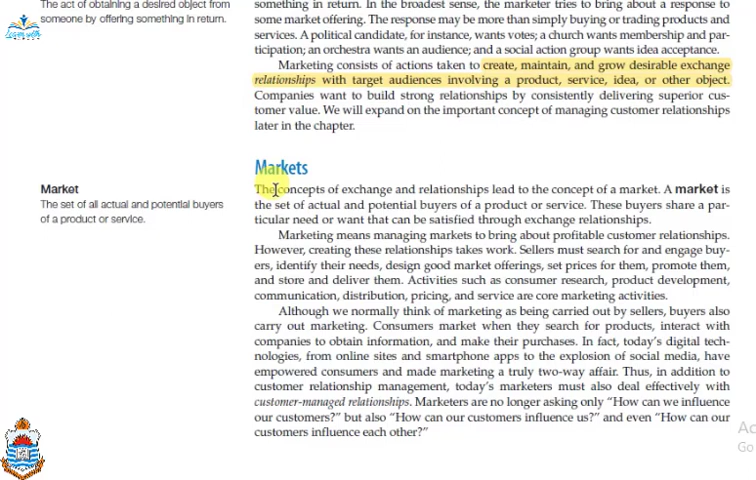 The act of obtaining a desired object from
someone by offering something in return.
something in return. In the broadest sense, the marketer tries to bring about a response to
some market offering. The response may be more than simply buying or trading products and
services. A political candidate, for instance, wants votes; a church wants membership and par-
ticipation; an orchestra wants an audience; and a social action group wants idea acceptance.
Marketing consists of actions taken to create, maintain, and grow desirable exchange
relationships with target audiences involving a product, service, idea, or other object.
Companies want to build strong relationships by consistently delivering superior cus-
tomer value. We will expand on the important concept of managing customer relationships
later in the chapter.
Markets
Market
The set of all actual and potential buyers
of a product or service.
The concepts of exchange and relationships lead to the concept of a market. A market is
the set of actual and potential buyers of a product or service. These buyers share a par-
ticular need or want that can be satisfied through exchange relationships.
Marketing means managing markets to bring about profitable customer relationships.
However, creating these relationships takes work. Sellers must search for and engage buy-
ers, identify their needs, design good market offerings, set prices for them, promote them,
and store and deliver them. Activities such as consumer research, product development,
communication, distribution, pricing, and service are core marketing activities.
Although we normally think of marketing as being carried out by sellers, buyers also
carry out marketing. Consumers market when they search for products, interact with
companies to obtain information, and make their purchases. In fact, today's digital tech-
nologies, from online sites and smartphone apps to the explosion of social media, have
empowered consumers and made marketing a truly two-way affair. Thus, in addition to
customer relationship management, today's marketers must also deal effectively with
customer-managed relationships. Marketers are no longer asking only "How can we influence
our customers?" but also "How can our customers influence us?" and even "How can our
customers influence each other?"
Ac
Go